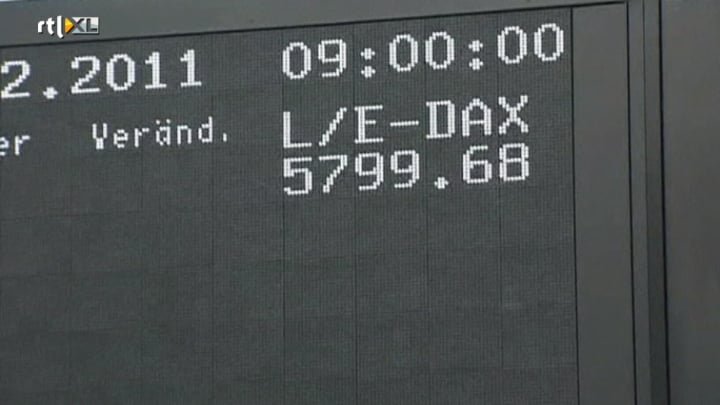 rtl XL
2.2011 09:00:00
er Veränd. L/E-DAX
5799.68